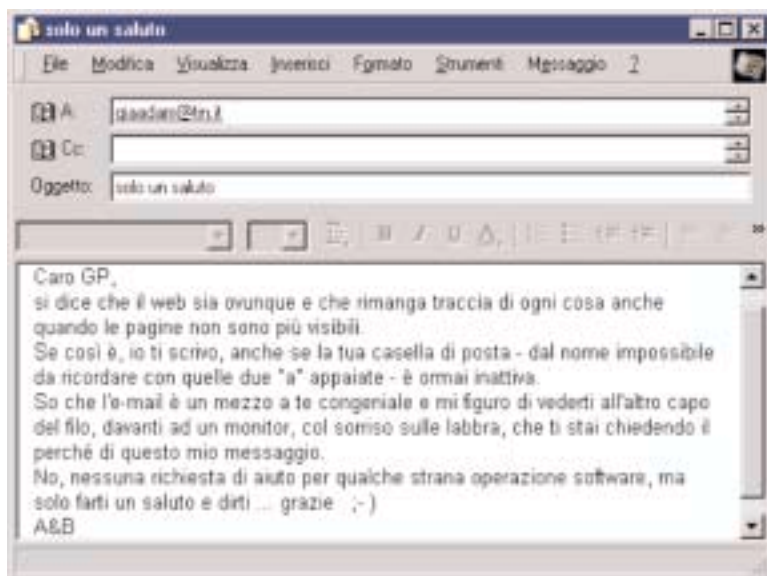 solo un saluto
File Modifica Visualizza Inserisci Formato Strumenti Messaggio ?
A:
Cc:
Oggetto: solo un saluto
Caro GP,
si dice che il web sia ovunque e che rimanga traccia di ogni cosa anche
quando le pagine non sono più visibili.
Se così è, io ti scrivo, anche se la tua casella di posta - dal nome impossibile
da ricordare con quelle due "a" appaiate - è ormai inattiva.
So che l'e-mail è un mezzo a te congeniale e mi figuro di vederti all'altro capo
del filo, davanti ad un monitor, col sorriso sulle labbra, che ti stai chiedendo il
perché di questo mio messaggio.
No, nessuna richiesta di aiuto per qualche strana operazione software, ma
solo farti un saluto e dirti ... grazie ;-)
A&B